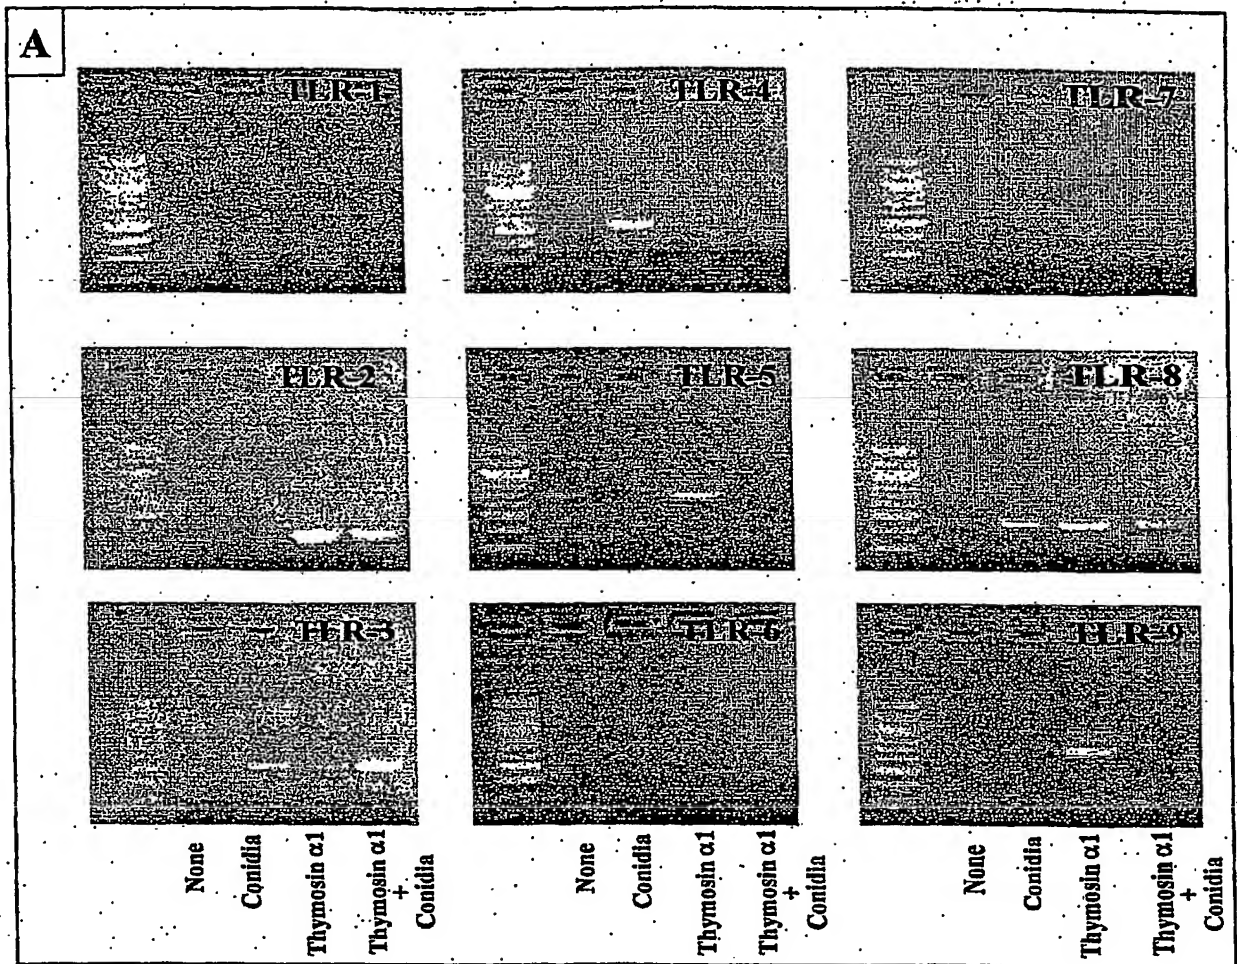 A
TLR-1
TLR-4
TLR-7
TLR-2
TLR-5
TLR-8
TLR-3
TLR-6
TLR-9
None
Conidia
Thymosin α1
Thymosin α1
+
Conidia
None
Conidia
Thymosin α1
Thymosin α1
+
Conidia
None
Conidia
Thymosin α1
Thymosin α1
+
Conidia